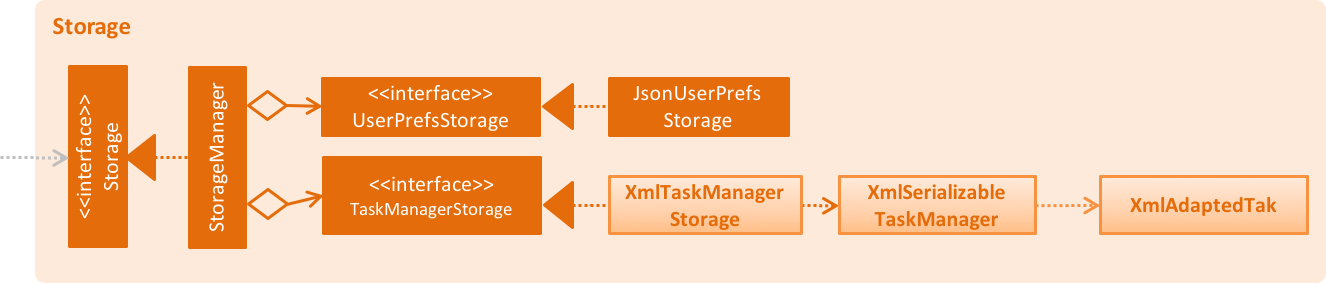 Storage
<<interface>>
Storage
StorageManager
<<interface>>
UserPrefsStorage
JsonUserPrefs
Storage
<<interface>>
TaskManagerStorage
XmlTaskManager
Storage
XmlSerializable
TaskManager
XmlAdaptedTak